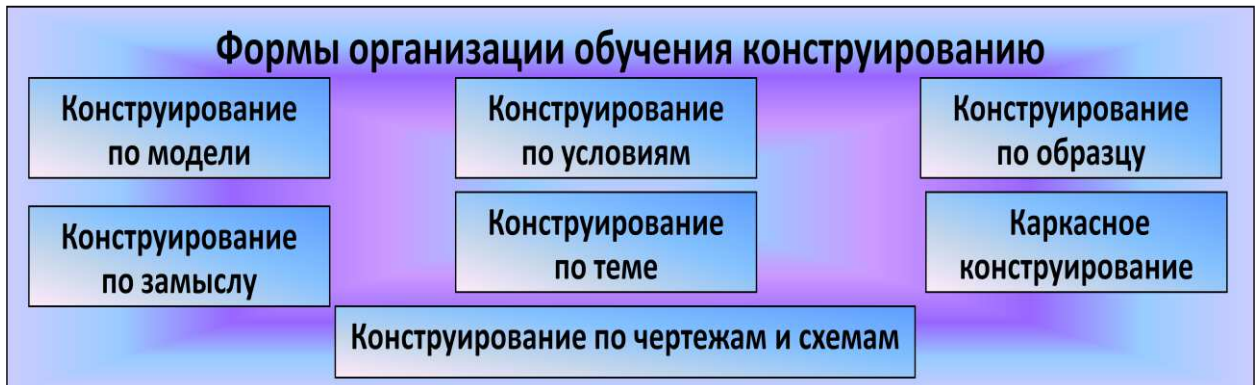 Формы организации обучения конструированию
Конструирование
по модели
Конструирование
по условиям
Конструирование
по образцу
Конструирование
по замыслу
Конструирование
по теме
Каркасное
конструирование
Конструирование по чертежам и схемам